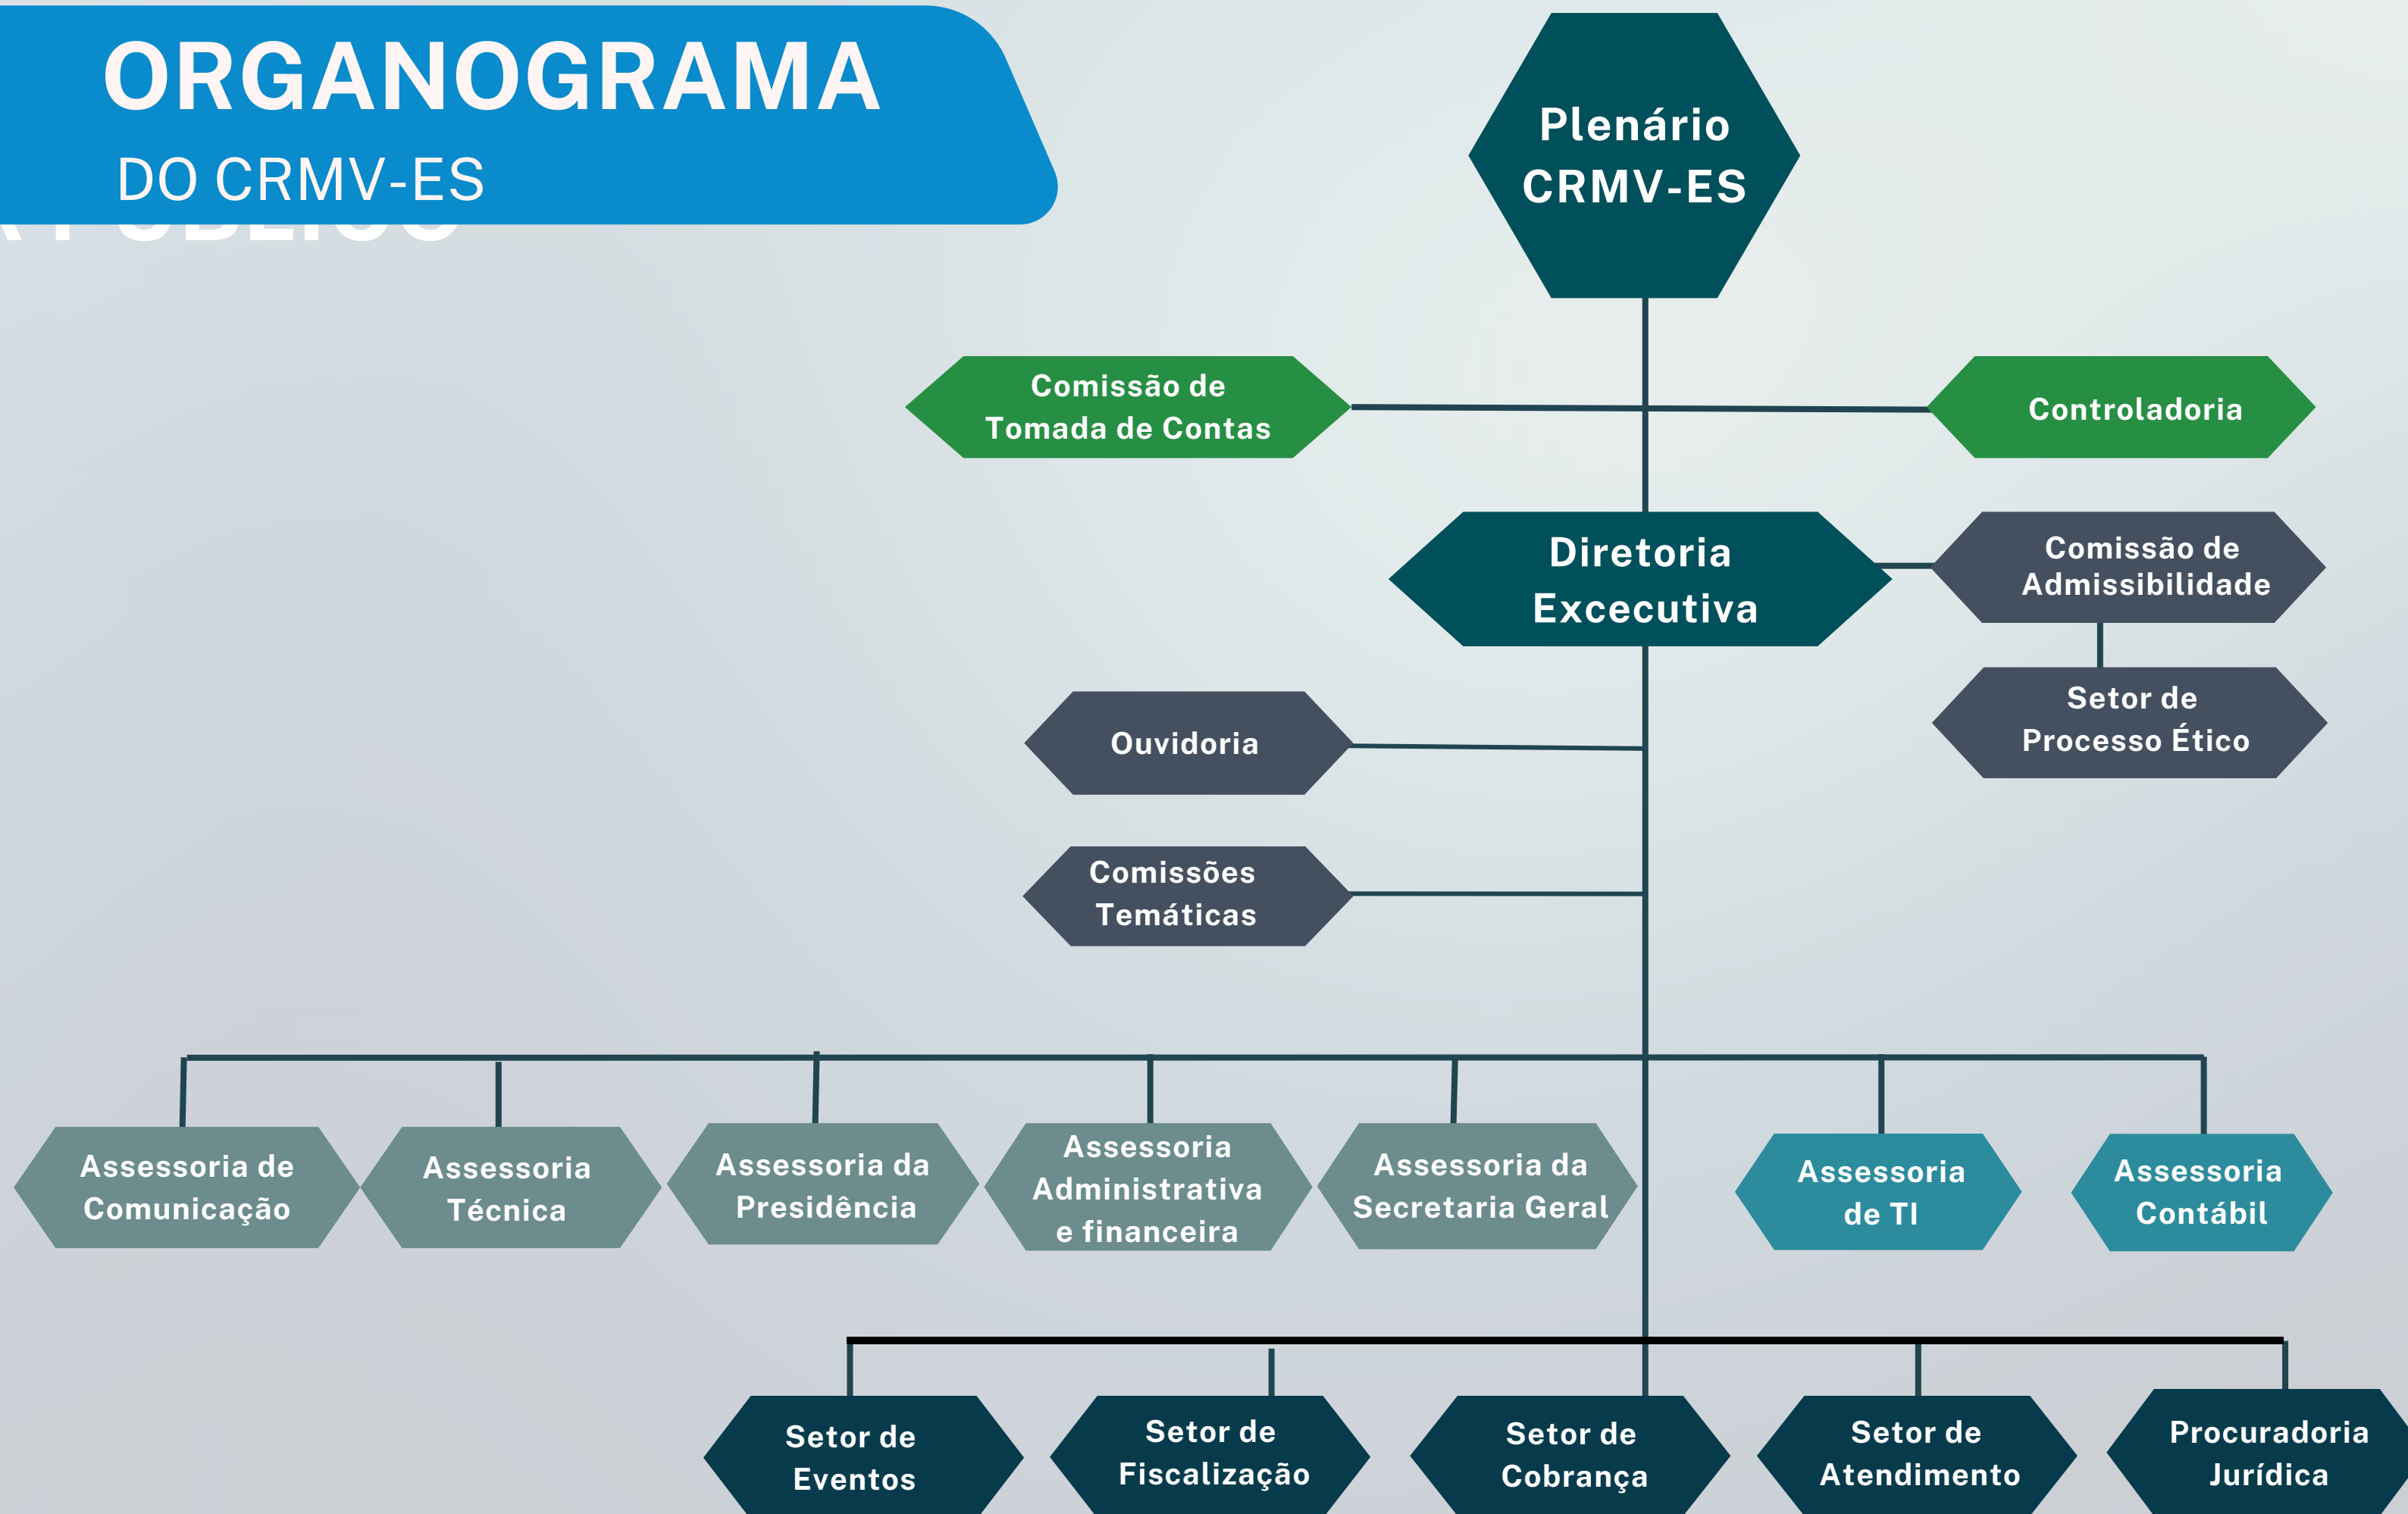 ORGANOGRAMA
DO CRMV-ES
Plenário
CRMV-ES
Comissão de
Tomada de Contas
Controladoria
Diretoria
Excecutiva
Comissão de
Admissibilidade
Setor de
Processo Ético
Ouvidoria
Comissões
Temáticas
Assessoria de
Comunicação
Assessoria
Técnica
Assessoria da
Presidência
Assessoria
Administrativa
e financeira
Assessoria da
Secretaria Geral
Assessoria
de TI
Assessoria
Contábil
Setor de
Eventos
Setor de
Fiscalização
Setor de
Cobrança
Setor de
Atendimento
Procuradoria
Jurídica